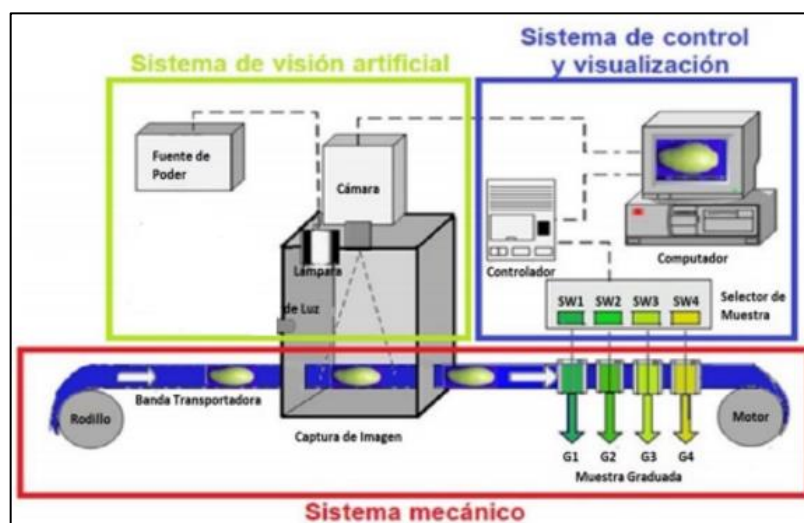 Sistema de visión artificial
Sistema de control
y visualización
Fuente de
Poder
Cámara
Lámpara
de Luz
Controlador
Computador
SW1 SW2 SW3 SW4
Selector de
Muestra
Banda Transportadora
Rodillo
Captura de Imagen
Motor
G1 G2 G3 G4
Muestra Graduada
Sistema mecánico